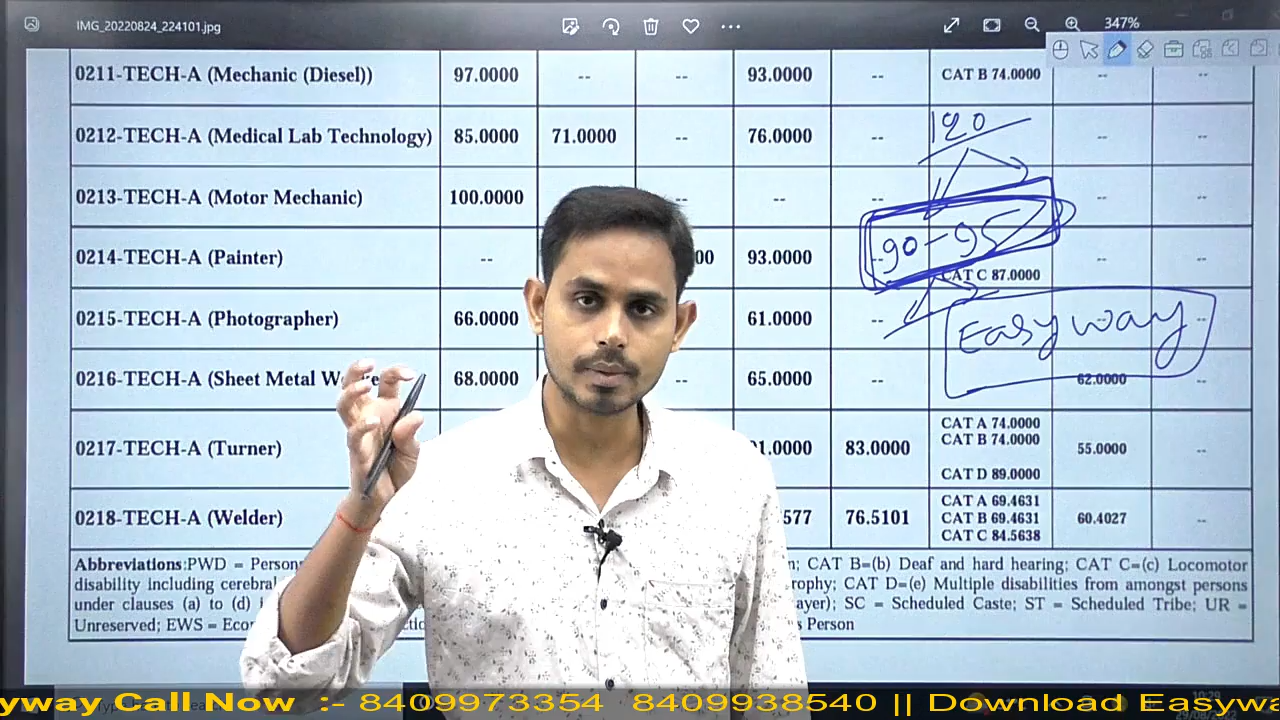 IMG_20220824_224101.jpg
347%
0211-TECH-A (Mechanic (Diesel)) 97.0000 -- -- 93.0000 -- CAT B 74.0000 -- --
0212-TECH-A (Medical Lab Technology) 85.0000 71.0000 -- 76.0000 -- -- --
120
0213-TECH-A (Motor Mechanic) 100.0000 -- -- -- -- --
90-95
0214-TECH-A (Painter) -- 00 93.0000 -- CAT C 87.0000 -- --
0215-TECH-A (Photographer) 66.0000 61.0000 -- -- --
Easyway
0216-TECH-A (Sheet Metal 68.0000 -- 65.0000 -- 62.0000 --
0217-TECH-A (Turner) 1.0000 83.0000 CAT A 74.0000
CAT B 74.0000 55.0000 --
CAT D 89.0000
0218-TECH-A (Welder) 577 76.5101 CAT A 69.4631
CAT B 69.4631 60.4027 --
CAT C 84.5638
Abbreviations:PWD = Person CAT B=(b) Deaf and hard hearing; CAT C=(c) Locomotor
disability including cerebral rophy; CAT D=(e) Multiple disabilities from amongst persons
under clauses (a) to (d) ayer); SC = Scheduled Caste; ST = Scheduled Tribe; UR =
Unreserved; EWS = Eco s Person
10:29
yway Call Now :- 8409973354 8409938540 || Download Easywa